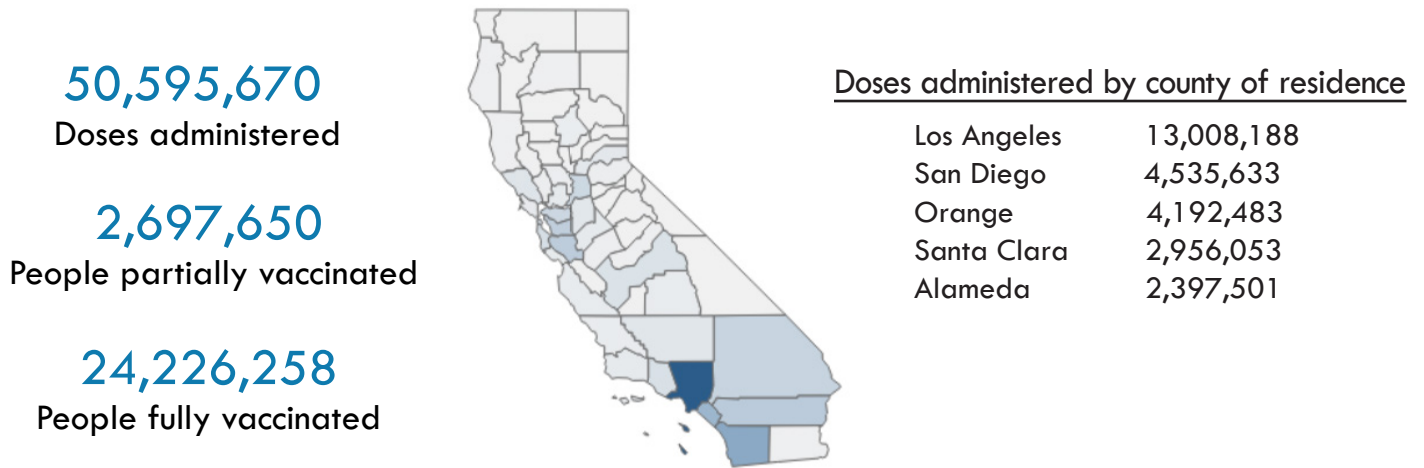 50,595,670
Doses administered
2,697,650
People partially vaccinated
24,226,258
People fully vaccinated
Doses administered by county of residence
Los Angeles 13,008,188
San Diego 4,535,633
Orange 4,192,483
Santa Clara 2,956,053
Alameda 2,397,501